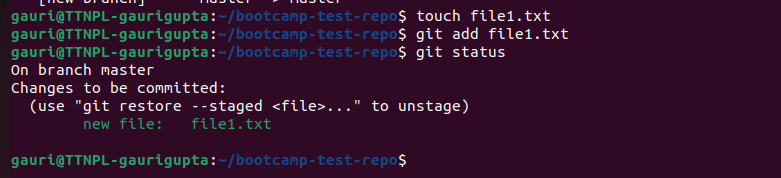 [new branch]      master -> master
gauri@TTNPL-gaurigupta:~/bootcamp-test-repo$ touch file1.txt
gauri@TTNPL-gaurigupta:~/bootcamp-test-repo$ git add file1.txt
gauri@TTNPL-gaurigupta:~/bootcamp-test-repo$ git status
On branch master
Changes to be committed:
  (use "git restore --staged <file>..." to unstage)
        new file:   file1.txt
gauri@TTNPL-gaurigupta:~/bootcamp-test-repo$